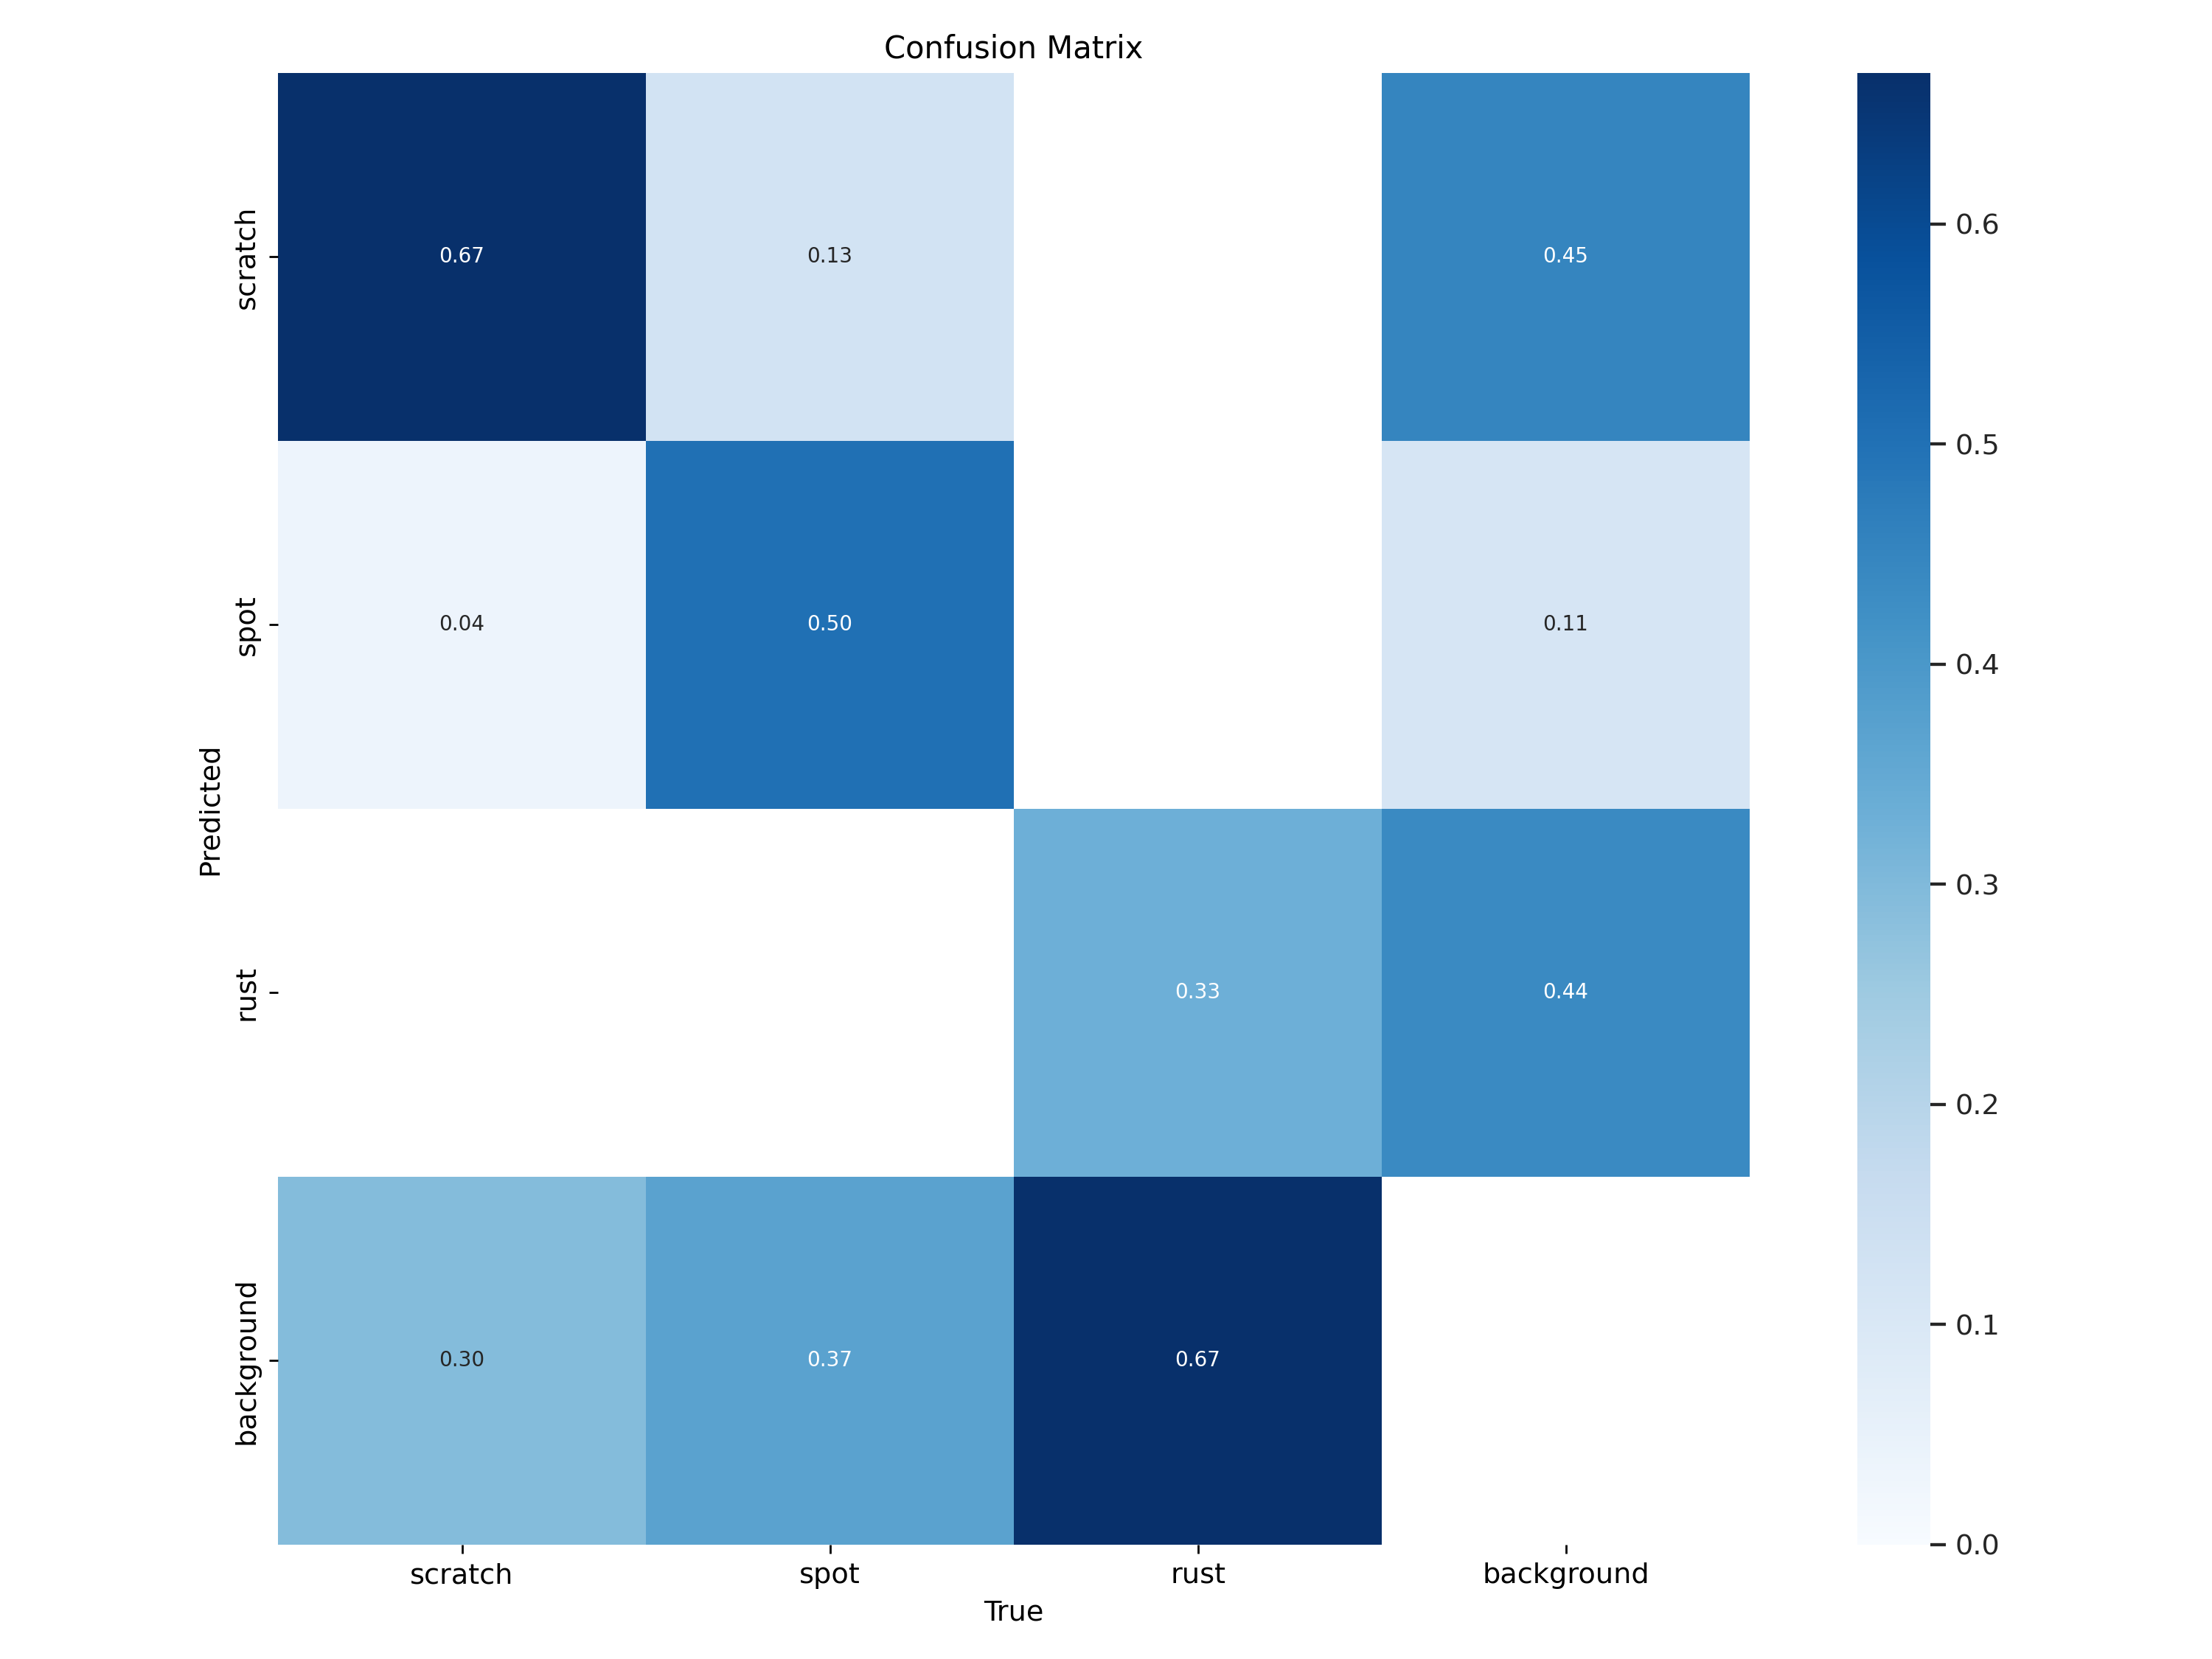 Confusion Matrix
scratch
0.67 0.13 0.45
spot
0.04 0.50 0.11
rust
0.33 0.44
background
0.30 0.37 0.67
scratch spot rust background
True
Predicted
0.6
0.5
0.4
0.3
0.2
0.1
0.0